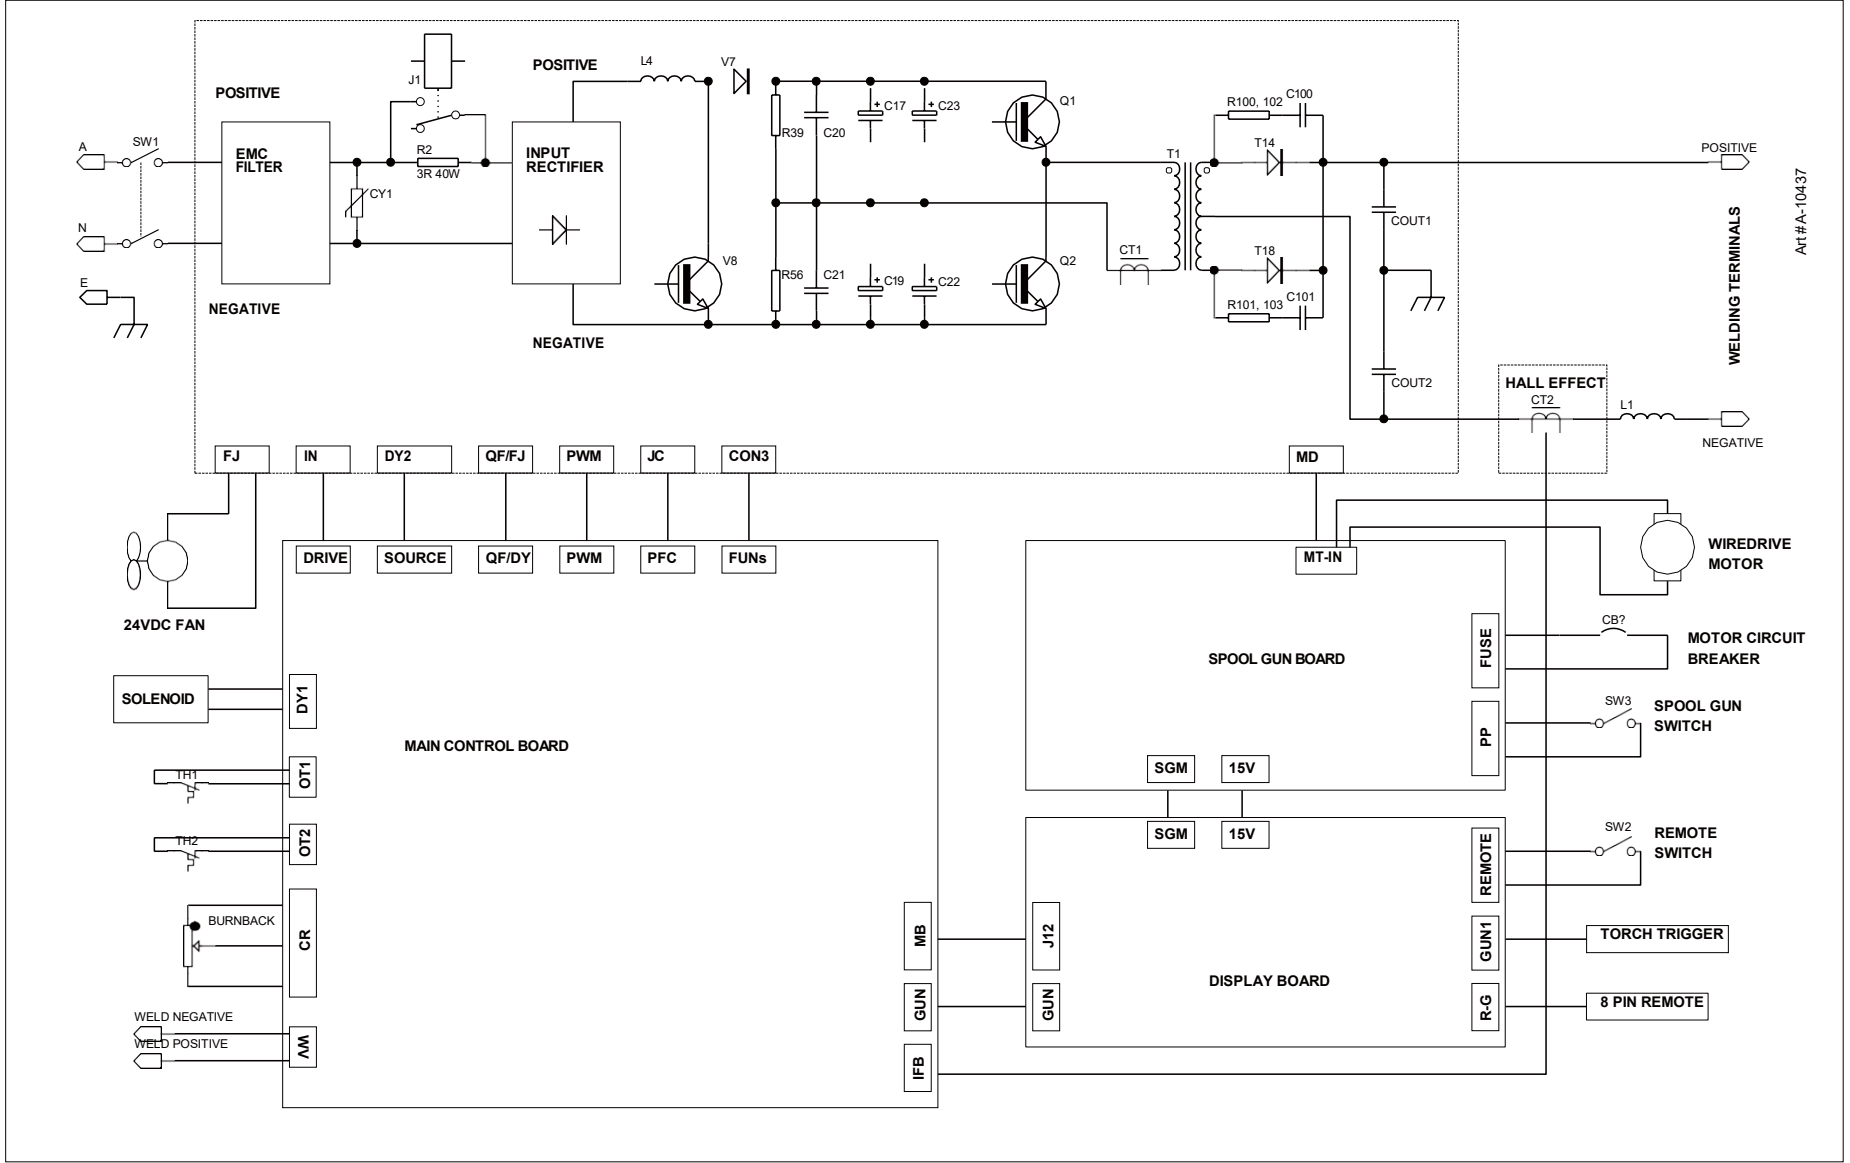 POSITIVE
J1
POSITIVE
L4
V7
A
SW1
EMC
FILTER
R2
3R 40W
CY1
INPUT
RECTIFIER
R39
C20
+ C17
+ C23
Q1
T1
R100, 102
C100
T14
POSITIVE
N
E
NEGATIVE
NEGATIVE
V8
R56
C21
+ C19
+ C22
Q2
CT1
T18
R101, 103
C101
COUT1
COUT2
WELDING TERMINALS
Art# A-10437
HALL EFFECT
CT2
L1
NEGATIVE
FJ
IN
DY2
QF/FJ
PWM
JC
CON3
MD
24VDC FAN
DRIVE
SOURCE
QF/DY
PWM
PFC
FUNs
MT-IN
WIREDRIVE
MOTOR
SOLENOID
DY1
MAIN CONTROL BOARD
SPOOL GUN BOARD
FUSE
CB?
MOTOR CIRCUIT
BREAKER
PP
SW3
SPOOL GUN
SWITCH
TH1
OT1
TH2
OT2
SGM
15V
SGM
15V
REMOTE
SW2
REMOTE
SWITCH
BURNBACK
CR
MB
J12
GUN1
TORCH TRIGGER
DISPLAY BOARD
GUN
GUN
R-G
8 PIN REMOTE
WELD NEGATIVE
WELD POSITIVE
WV
IFB